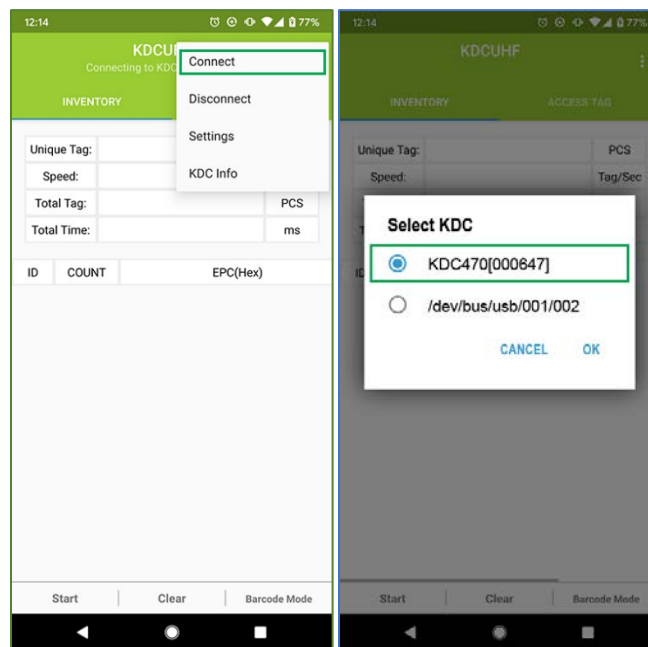 12:14
77%
KDCU
Connecting to KDC
Connect
Disconnect
Settings
KDC Info
INVENTORY
Unique Tag:
Speed:
Total Tag:
PCS
Total Time:
ms
ID
COUNT
EPC(Hex)
Start
Clear
Barcode Mode
12:14
77%
KDCUHF
INVENTORY
ACCESS TAG
Unique Tag:
PCS
Speed:
Tag/Sec
Select KDC
KDC470[000647]
/dev/bus/usb/001/002
CANCEL
OK
Start
Clear
Barcode Mode